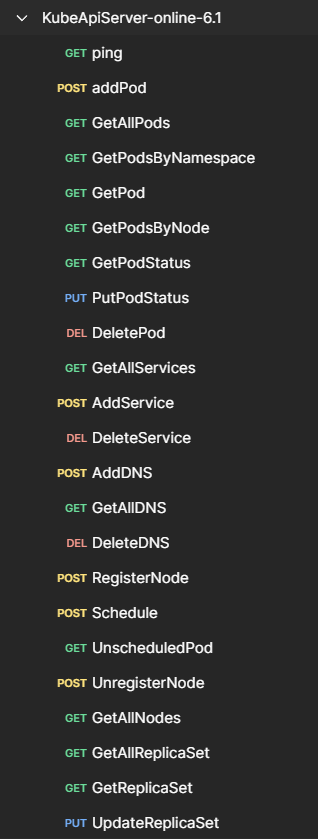 KubeApiServer-online-6.1
GET ping
POST addPod
GET GetAllPods
GET GetPodsByNamespace
GET GetPod
GET GetPodsByNode
GET GetPodStatus
PUT PutPodStatus
DEL DeletePod
GET GetAllServices
POST AddService
DEL DeleteService
POST AddDNS
GET GetAllDNS
DEL DeleteDNS
POST RegisterNode
POST Schedule
GET UnscheduledPod
POST UnregisterNode
GET GetAllNodes
GET GetAllReplicaSet
GET GetReplicaSet
PUT UpdateReplicaSet